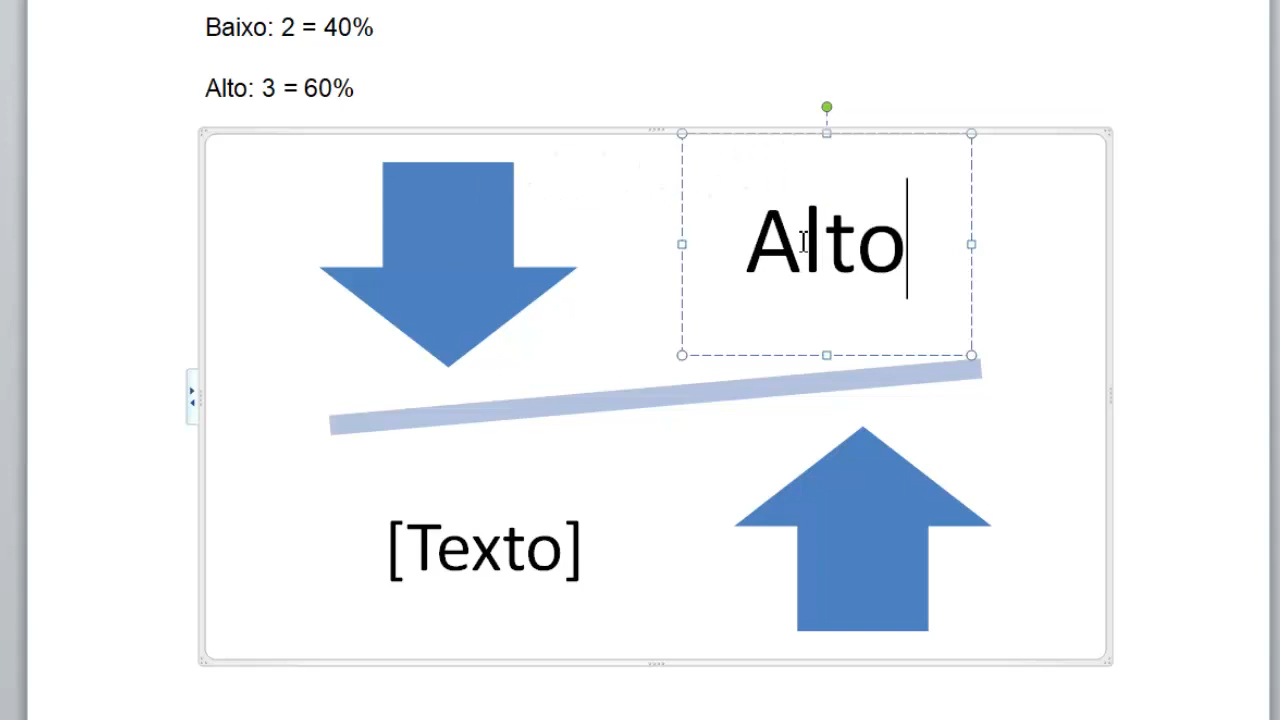 Baixo: 2 = 40%
Alto: 3 = 60%
Alto
[Texto]